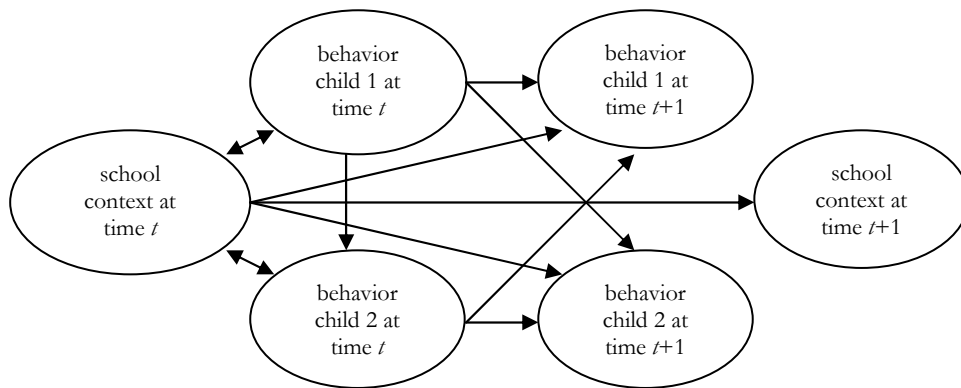 behavior
child 1 at
time t
behavior
child 1 at
time t+1
school
context at
time t
school
context at
time t+1
behavior
child 2 at
time t
behavior
child 2 at
time t+1